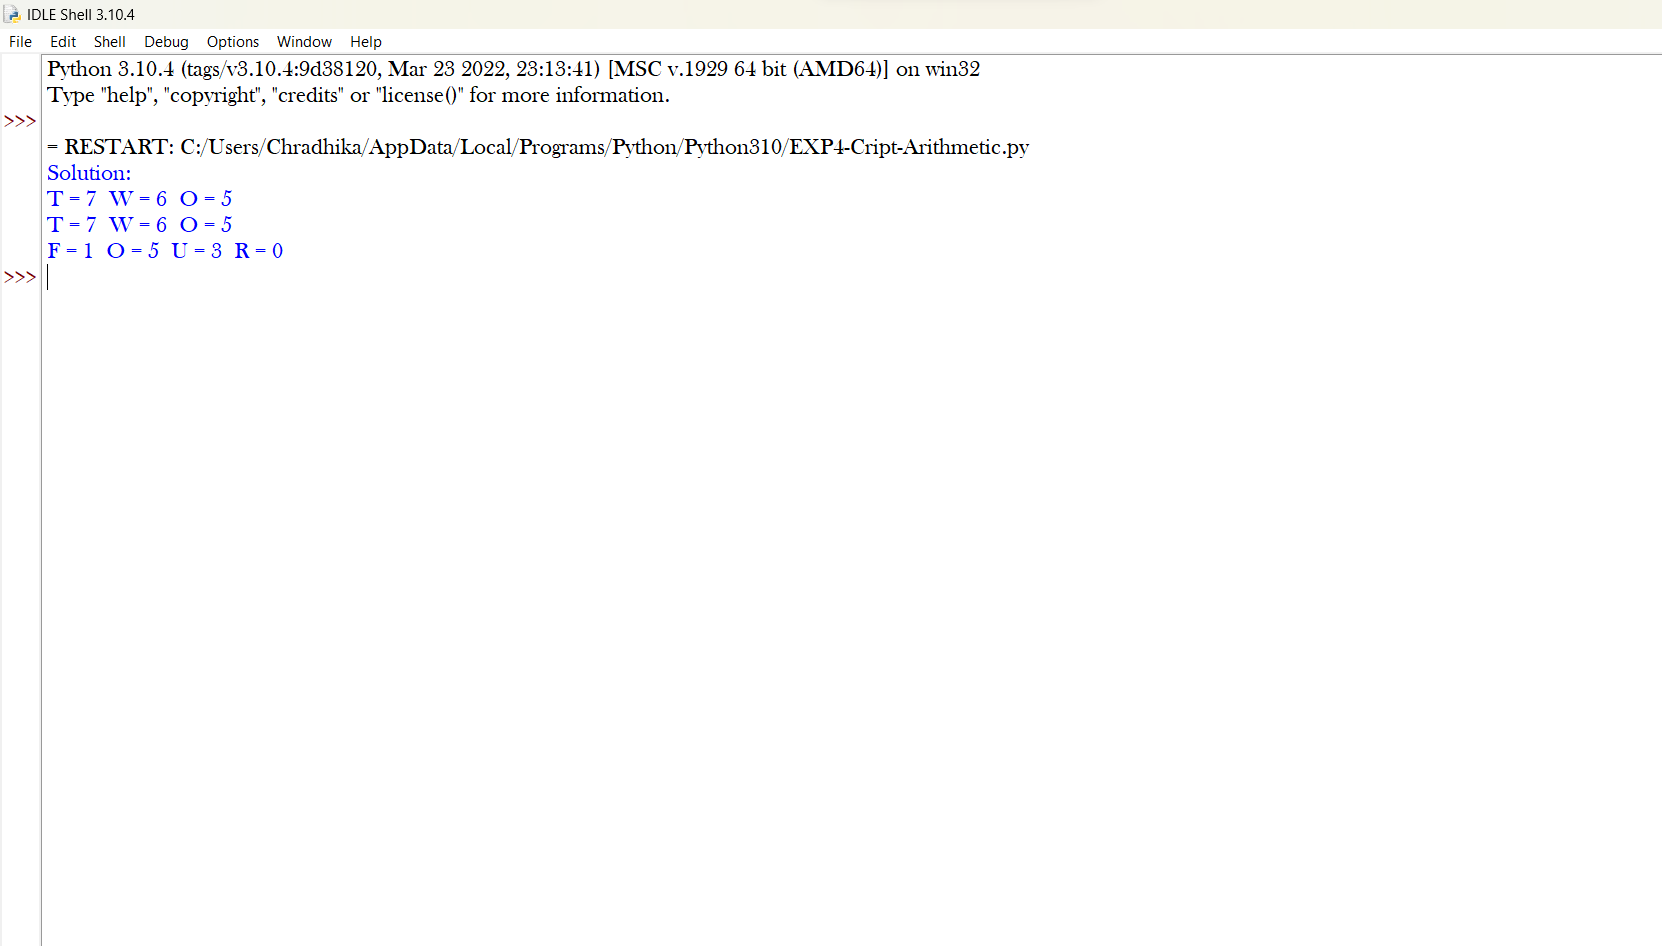 IDLE Shell 3.10.4
File Edit Shell Debug Options Window Help
Python 3.10.4 (tags/v3.10.4:9d38120, Mar 23 2022, 23:13:41) [MSC v.1929 64 bit (AMD64)] on win32
Type "help", "copyright", "credits" or "license()" for more information.
>>>
= RESTART: C:/Users/Chradhika/AppData/Local/Programs/Python/Python310/EXP4-Cript-Arithmetic.py
Solution:
T = 7 W = 6 O = 5
T = 7 W = 6 O = 5
F = 1 O = 5 U = 3 R = 0
>>>